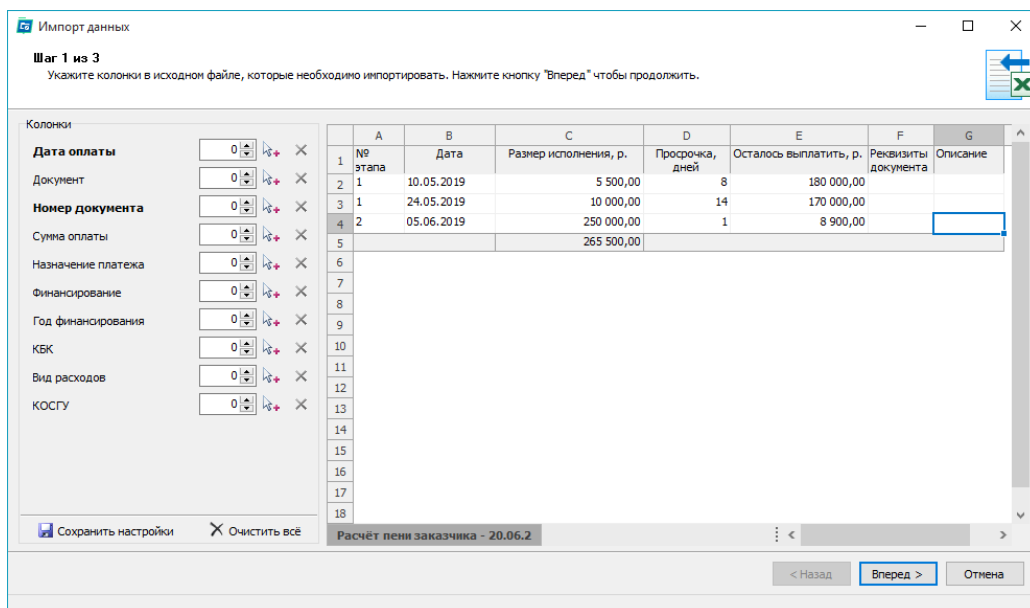 Импорт данных
Шаг 1 из 3
Укажите колонки в исходном файле, которые необходимо импортировать. Нажмите кнопку "Вперед" чтобы продолжить.
Колонки
Дата оплаты 0
Документ 0
Номер документа 0
Сумма оплаты 0
Назначение платежа 0
Финансирование 0
Год финансирования 0
КБК 0
Вид расходов 0
КОСГУ 0
Сохранить настройки Очистить всё
A B C D E F G
1 № этапа Дата Размер исполнения, р. Просрочка, дней Осталось выплатить, р. Реквизиты документа Описание
2 1 10.05.2019 5 500,00 8 180 000,00
3 1 24.05.2019 10 000,00 14 170 000,00
4 2 05.06.2019 250 000,00 1 8 900,00
5 265 500,00
6
7
8
9
10
11
12
13
14
15
16
17
18
Расчёт пени заказчика - 20.06.2
< Назад Вперед > Отмена